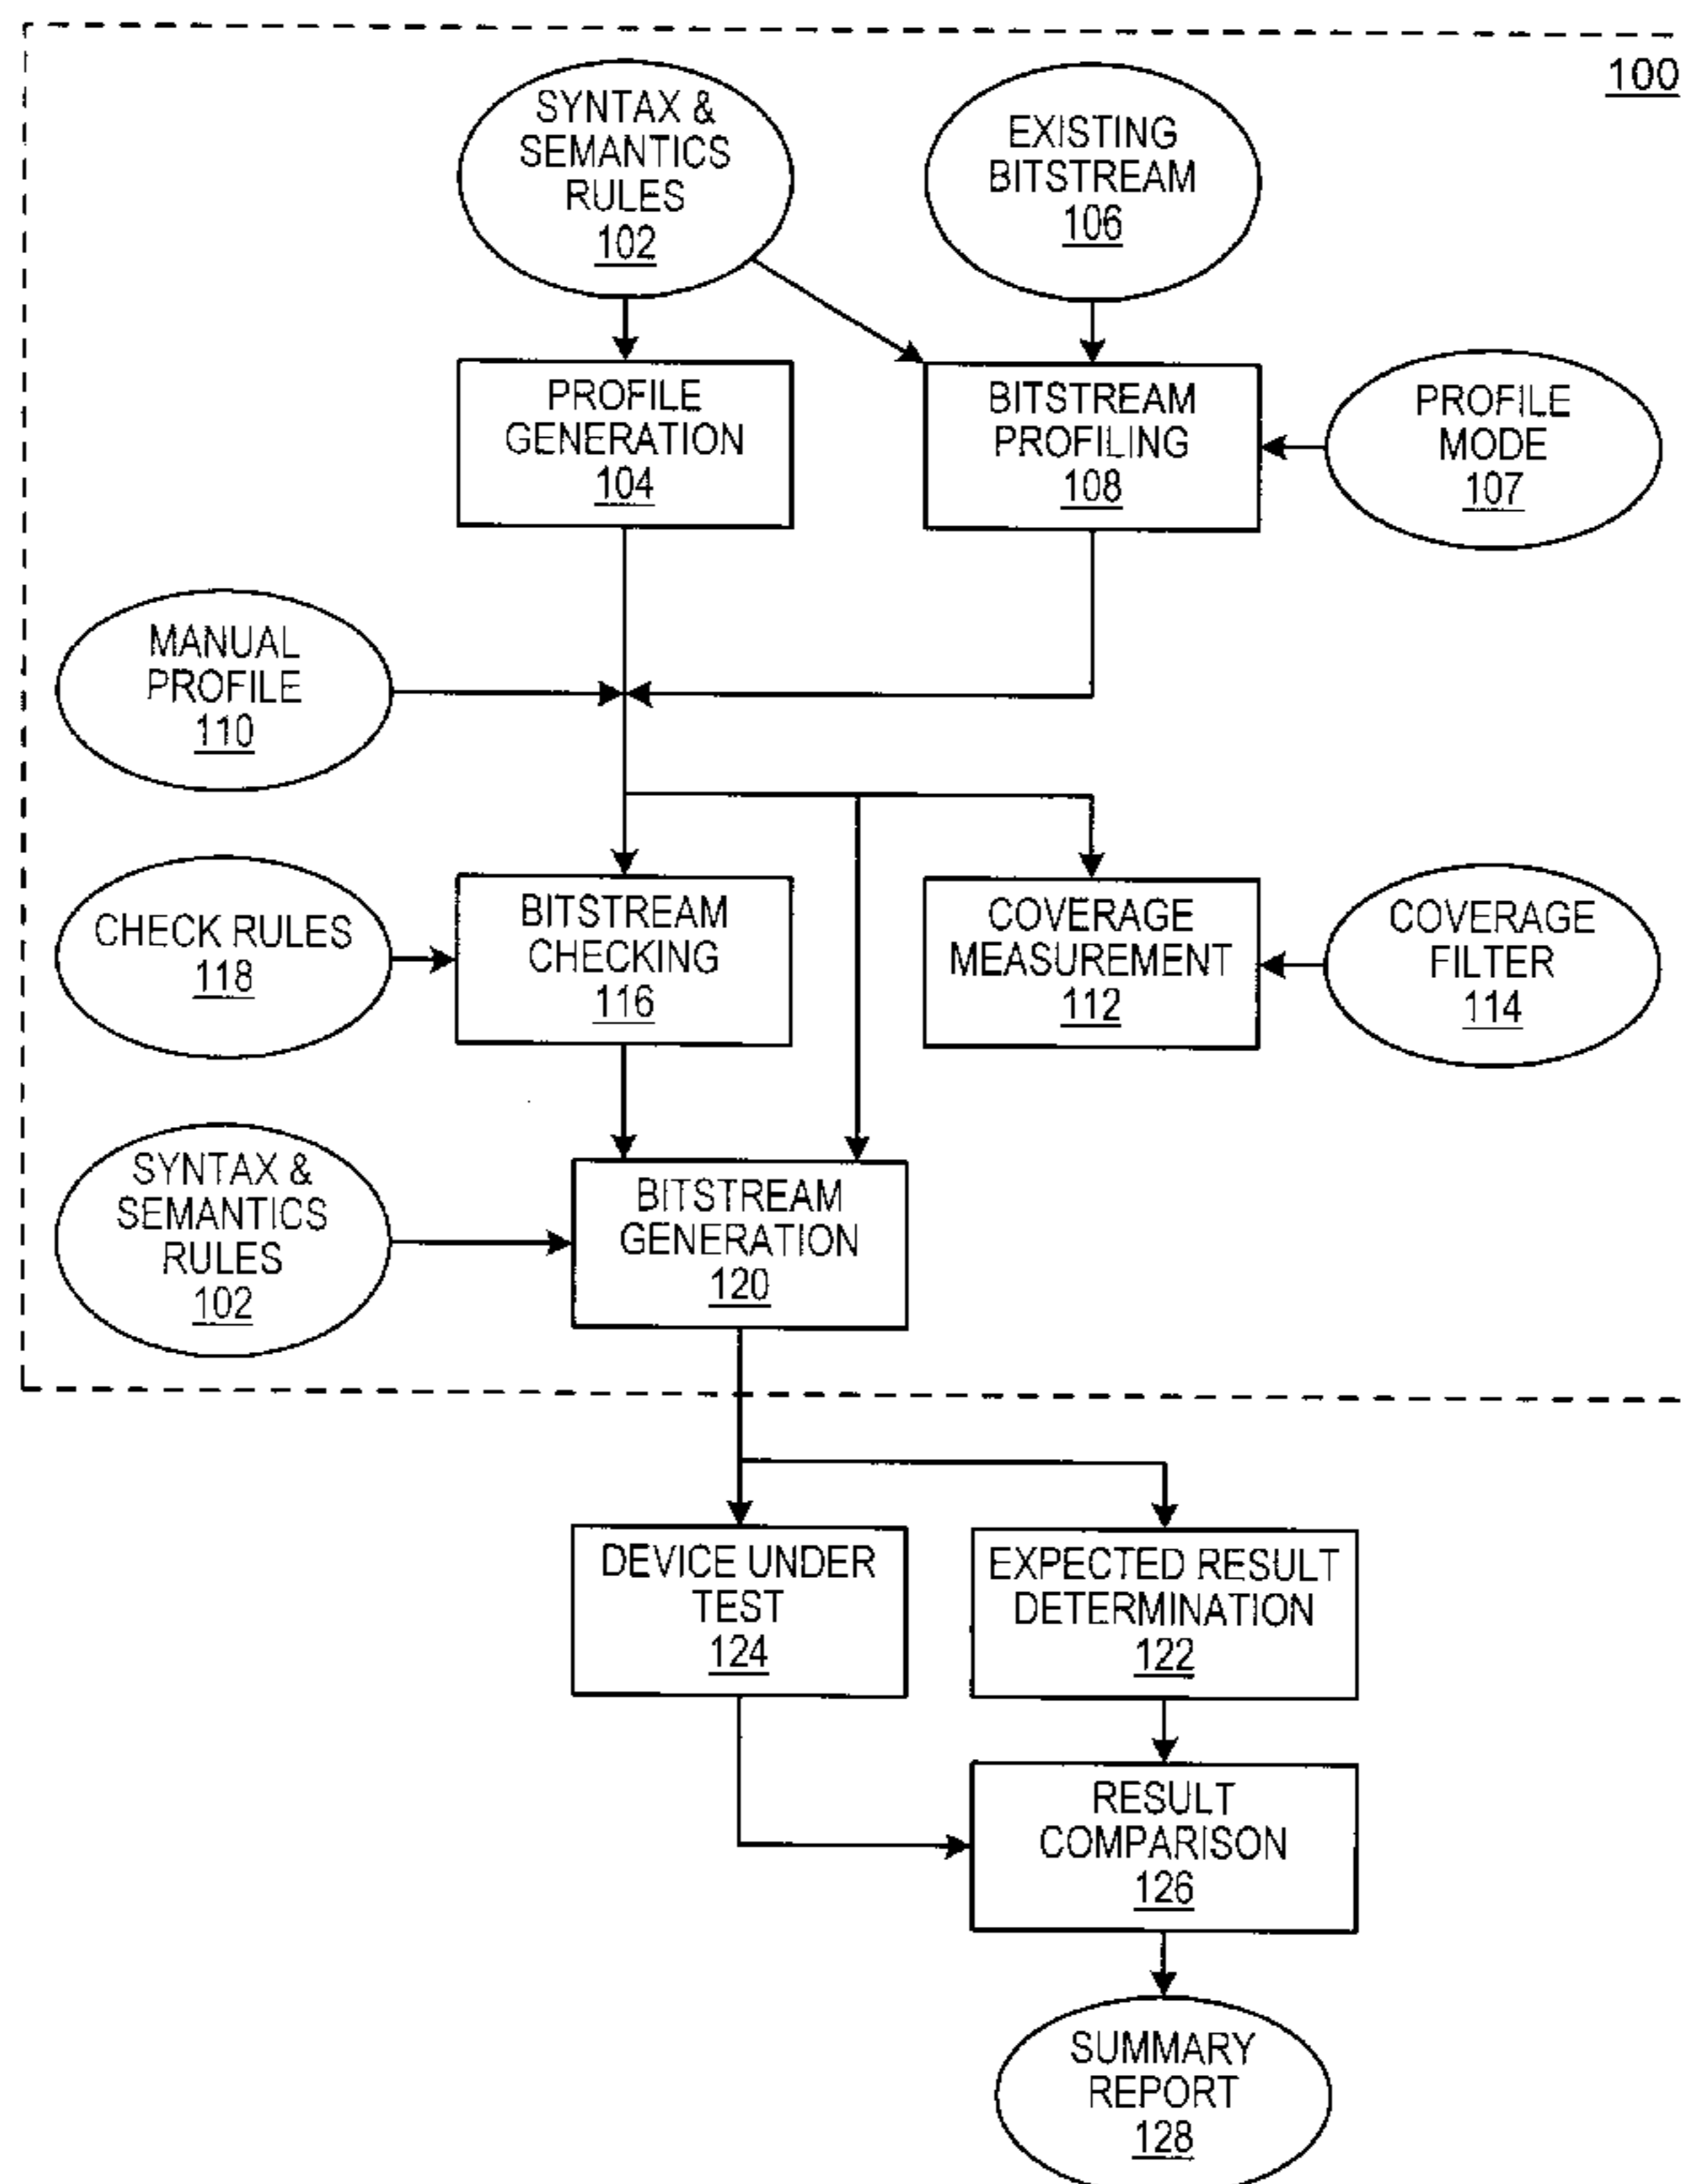 100
SYNTAX &
SEMANTICS
RULES
102
EXISTING
BITSTREAM
106
PROFILE
GENERATION
104
BITSTREAM
PROFILING
108
PROFILE
MODE
107
MANUAL
PROFILE
110
CHECK RULES
118
BITSTREAM
CHECKING
116
COVERAGE
MEASUREMENT
112
COVERAGE
FILTER
114
SYNTAX &
SEMANTICS
RULES
102
BITSTREAM
GENERATION
120
DEVICE UNDER
TEST
124
EXPECTED RESULT
DETERMINATION
122
RESULT
COMPARISON
126
SUMMARY
REPORT
128